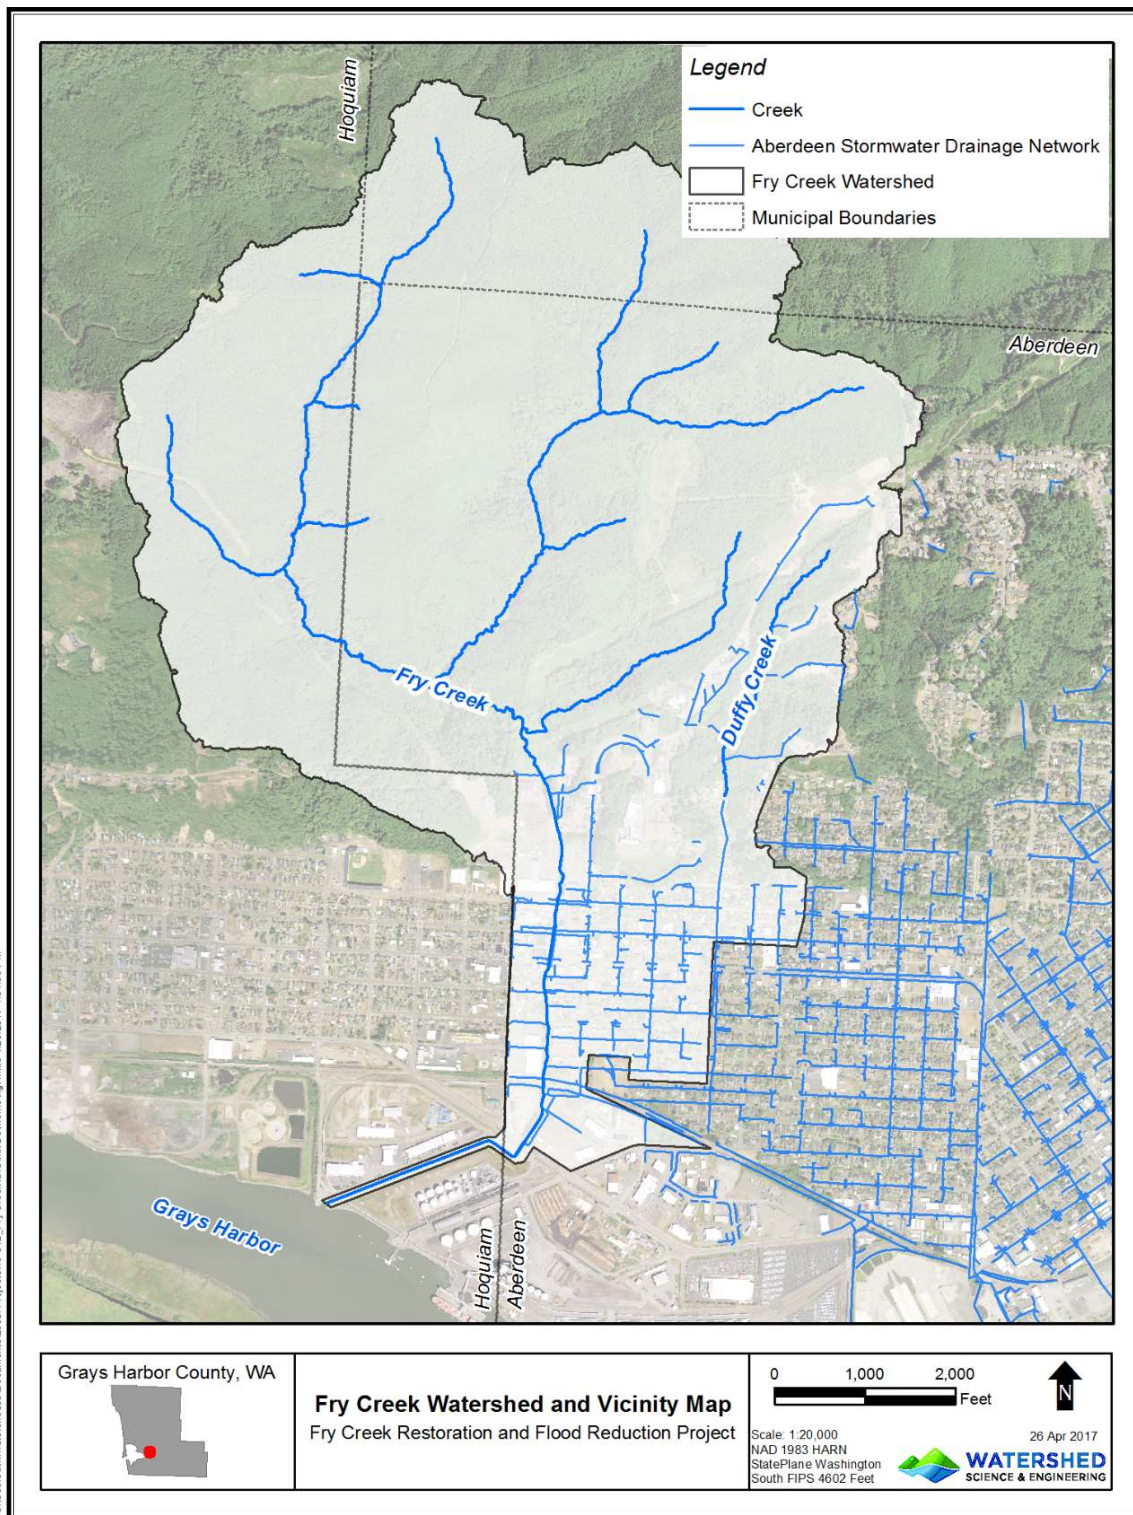 Legend
Creek
Aberdeen Stormwater Drainage Network
Fry Creek Watershed
Municipal Boundaries
Hoquiam
Aberdeen
Fry Creek
Duffy Creek
Grays Harbor
Hoquiam
Aberdeen
Grays Harbor County, WA
Fry Creek Watershed and Vicinity Map
Fry Creek Restoration and Flood Reduction Project
0 1,000 2,000
Feet
N
Scale: 1:20,000
NAD 1983 HARN
StatePlane Washington
South FIPS 4602 Feet
26 Apr 2017
WATERSHED
SCIENCE & ENGINEERING